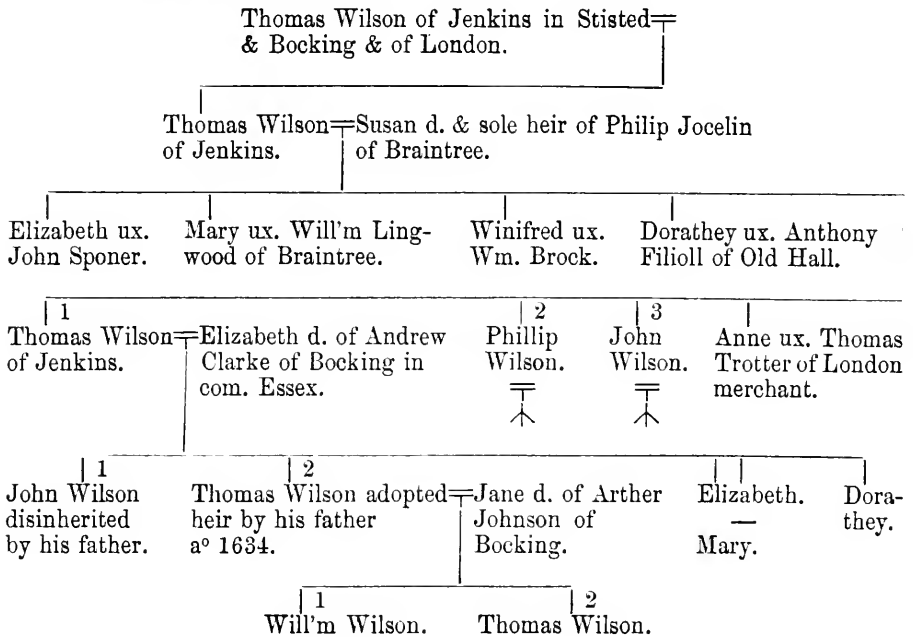 Thomas Wilson of Jenkins in Stisted
& Bocking & of London.
Thomas Wilson
of Jenkins.
Susan d. & sole heir of Philip Jocelin
of Braintree.
Elizabeth ux.
John Sponer.
Mary ux. Will'm Ling-
wood of Braintree.
Winifred ux.
Wm. Brock.
Dorathey ux. Anthony
Filioll of Old Hall.
1
Thomas Wilson
of Jenkins.
Elizabeth d. of Andrew
Clarke of Bocking in
com. Essex.
2
Phillip
Wilson.
3
John
Wilson.
Anne ux. Thomas
Trotter of London
merchant.
1
John Wilson
disinherited
by his father.
2
Thomas Wilson adopted
heir by his father
aº 1634.
Jane d. of Arther
Johnson of
Bocking.
Elizabeth.
—
Mary.
Dora-
they.
1
Will'm Wilson.
2
Thomas Wilson.